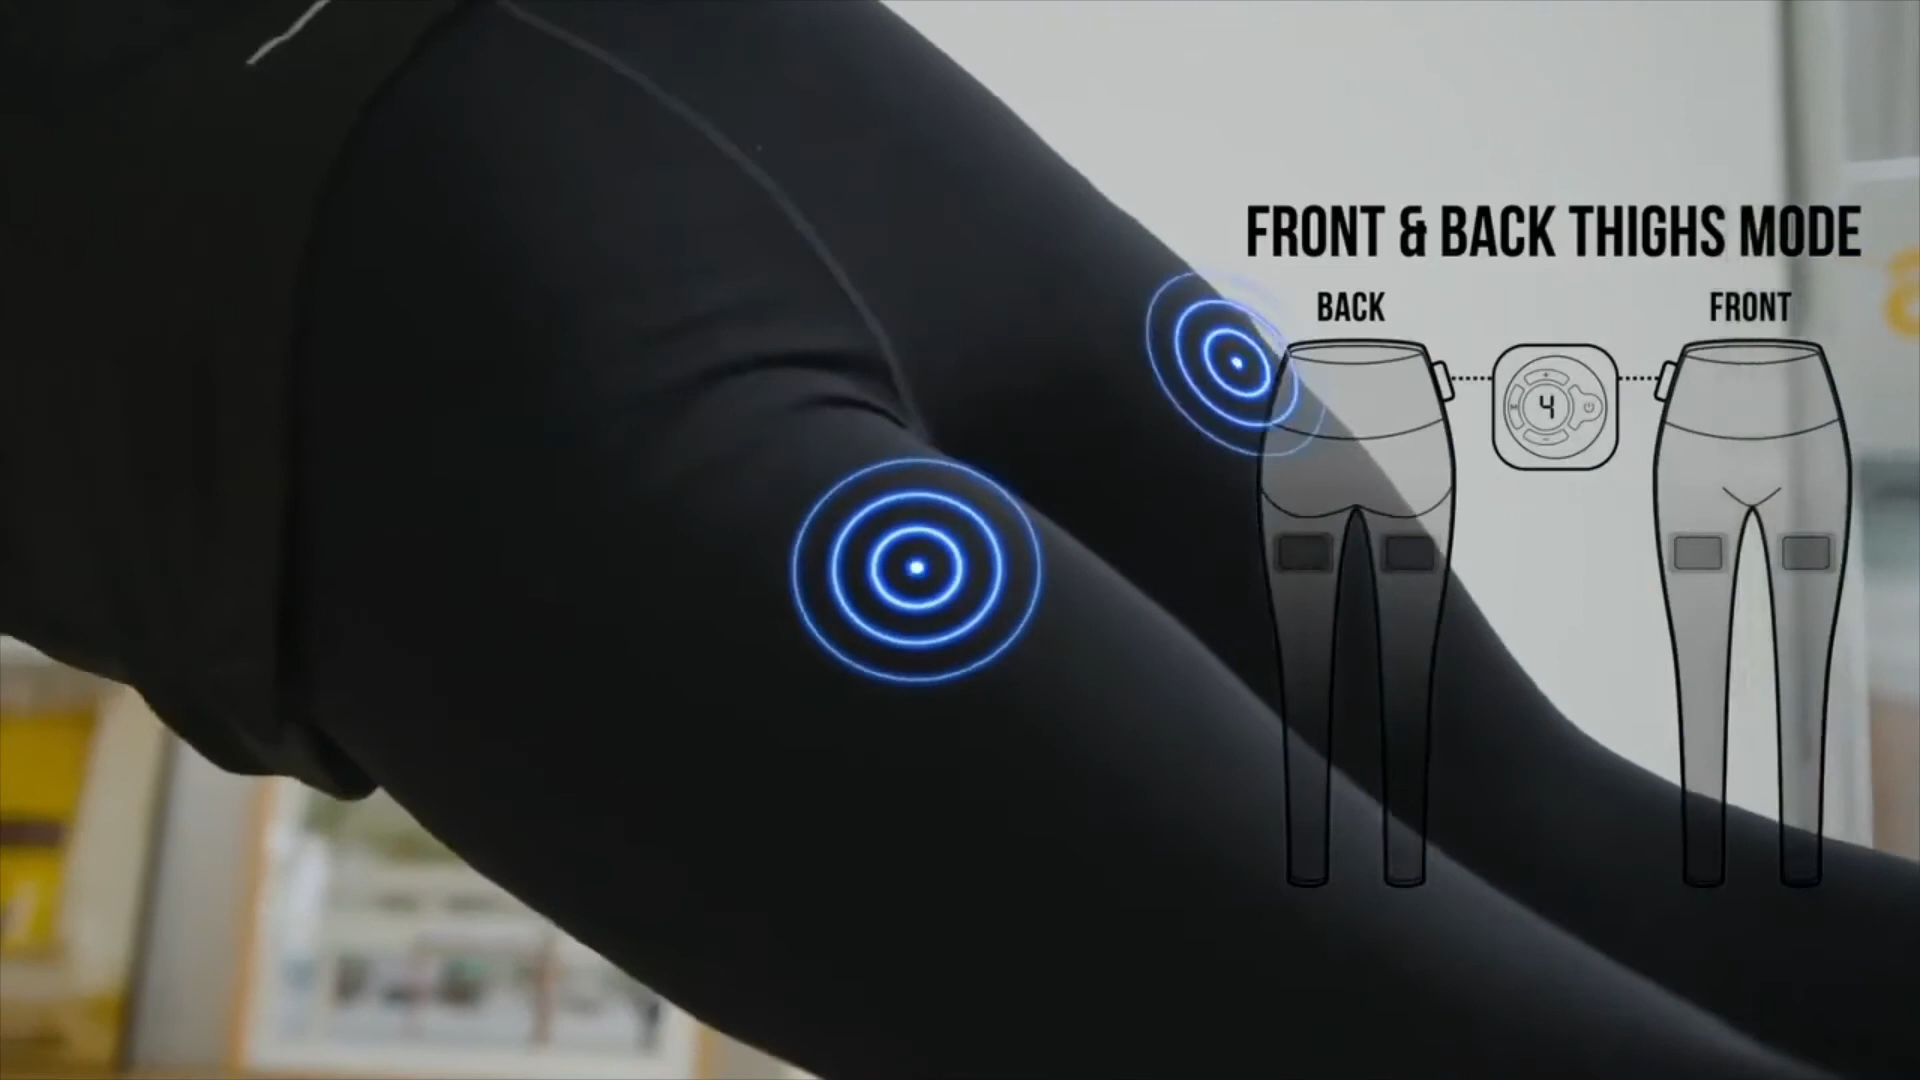 FRONT & BACK THIGHS MODE
BACK
FRONT
+
M 4
-